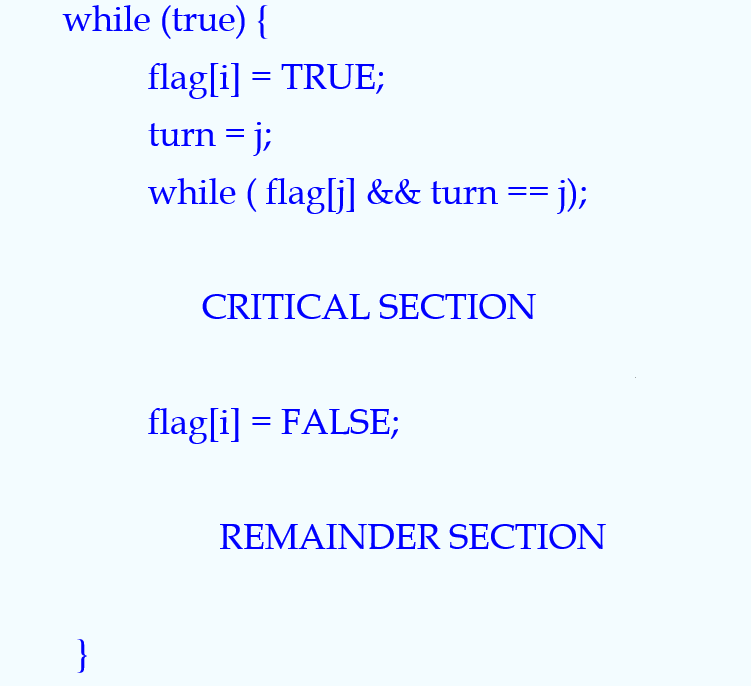 while (true) {
flag[i] = TRUE;
turn = j;
while ( flag[j] && turn == j);
CRITICAL SECTION
flag[i] = FALSE;
REMAINDER SECTION
}